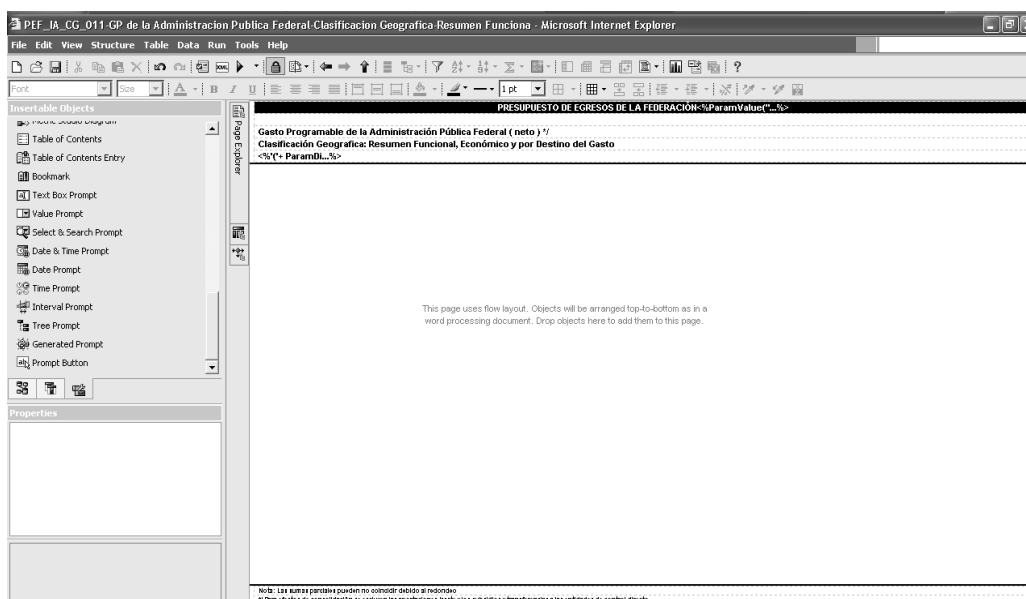 PEF_IA_CG_011-GP de la Administracion Publica Federal-Clasificacion Geografica-Resumen Funciona - Microsoft Internet Explorer
File Edit View Structure Table Data Run Tools Help
Font Size A B I U 1 pt
Insertable Objects
Metric Studio Diagram
Table of Contents
Table of Contents Entry
Bookmark
Text Box Prompt
Value Prompt
Select & Search Prompt
Date & Time Prompt
Date Prompt
Time Prompt
Interval Prompt
Tree Prompt
Generated Prompt
Prompt Button
Properties
Page Explorer
PRESUPUESTO DE EGRESOS DE LA FEDERACIÓN<%ParamValue("...%>
Gasto Programable de la Administración Pública Federal ( neto ) */
Clasificación Geografica: Resumen Funcional, Económico y por Destino del Gasto
<%'('+ ParamDi...%>
This page uses flow layout. Objects will be arranged top-to-bottom as in a
word processing document. Drop objects here to add them to this page.
Nota: Las sumas parciales pueden no coincidir debido al redondeo